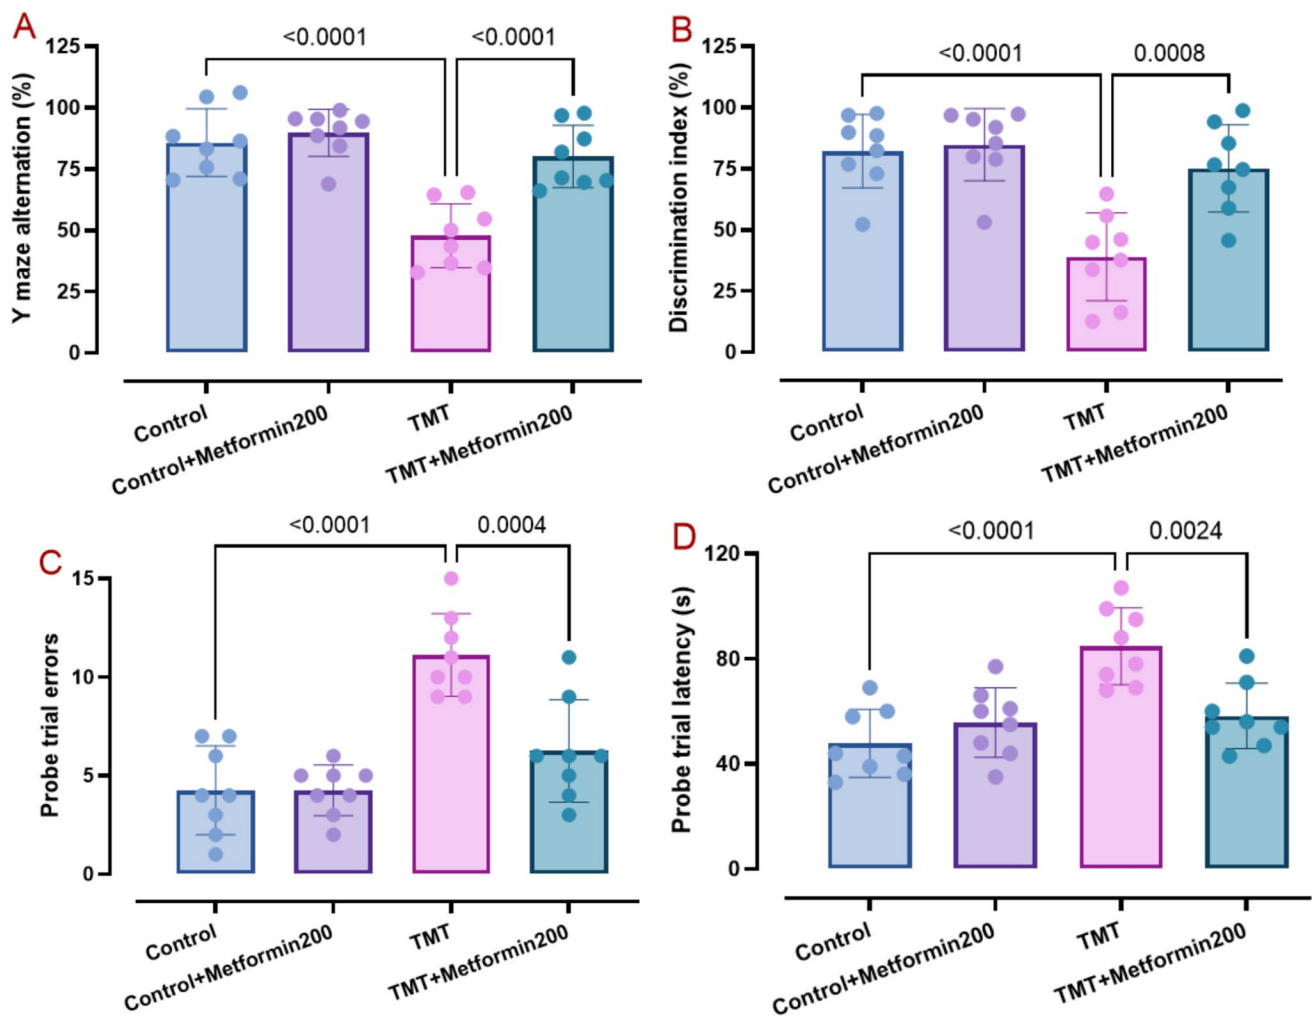 A
<0.0001
<0.0001
Y maze alternation (%)
125
100
75
50
25
0
Control
Control+Metformin200
TMT
TMT+Metformin200
B
<0.0001
0.0008
Discrimination index (%)
125
100
75
50
25
0
Control
Control+Metformin200
TMT
TMT+Metformin200
C
<0.0001
0.0004
Probe trial errors
15
10
5
0
Control
Control+Metformin200
TMT
TMT+Metformin200
D
<0.0001
0.0024
Probe trial latency (s)
120
80
40
0
Control
Control+Metformin200
TMT
TMT+Metformin200